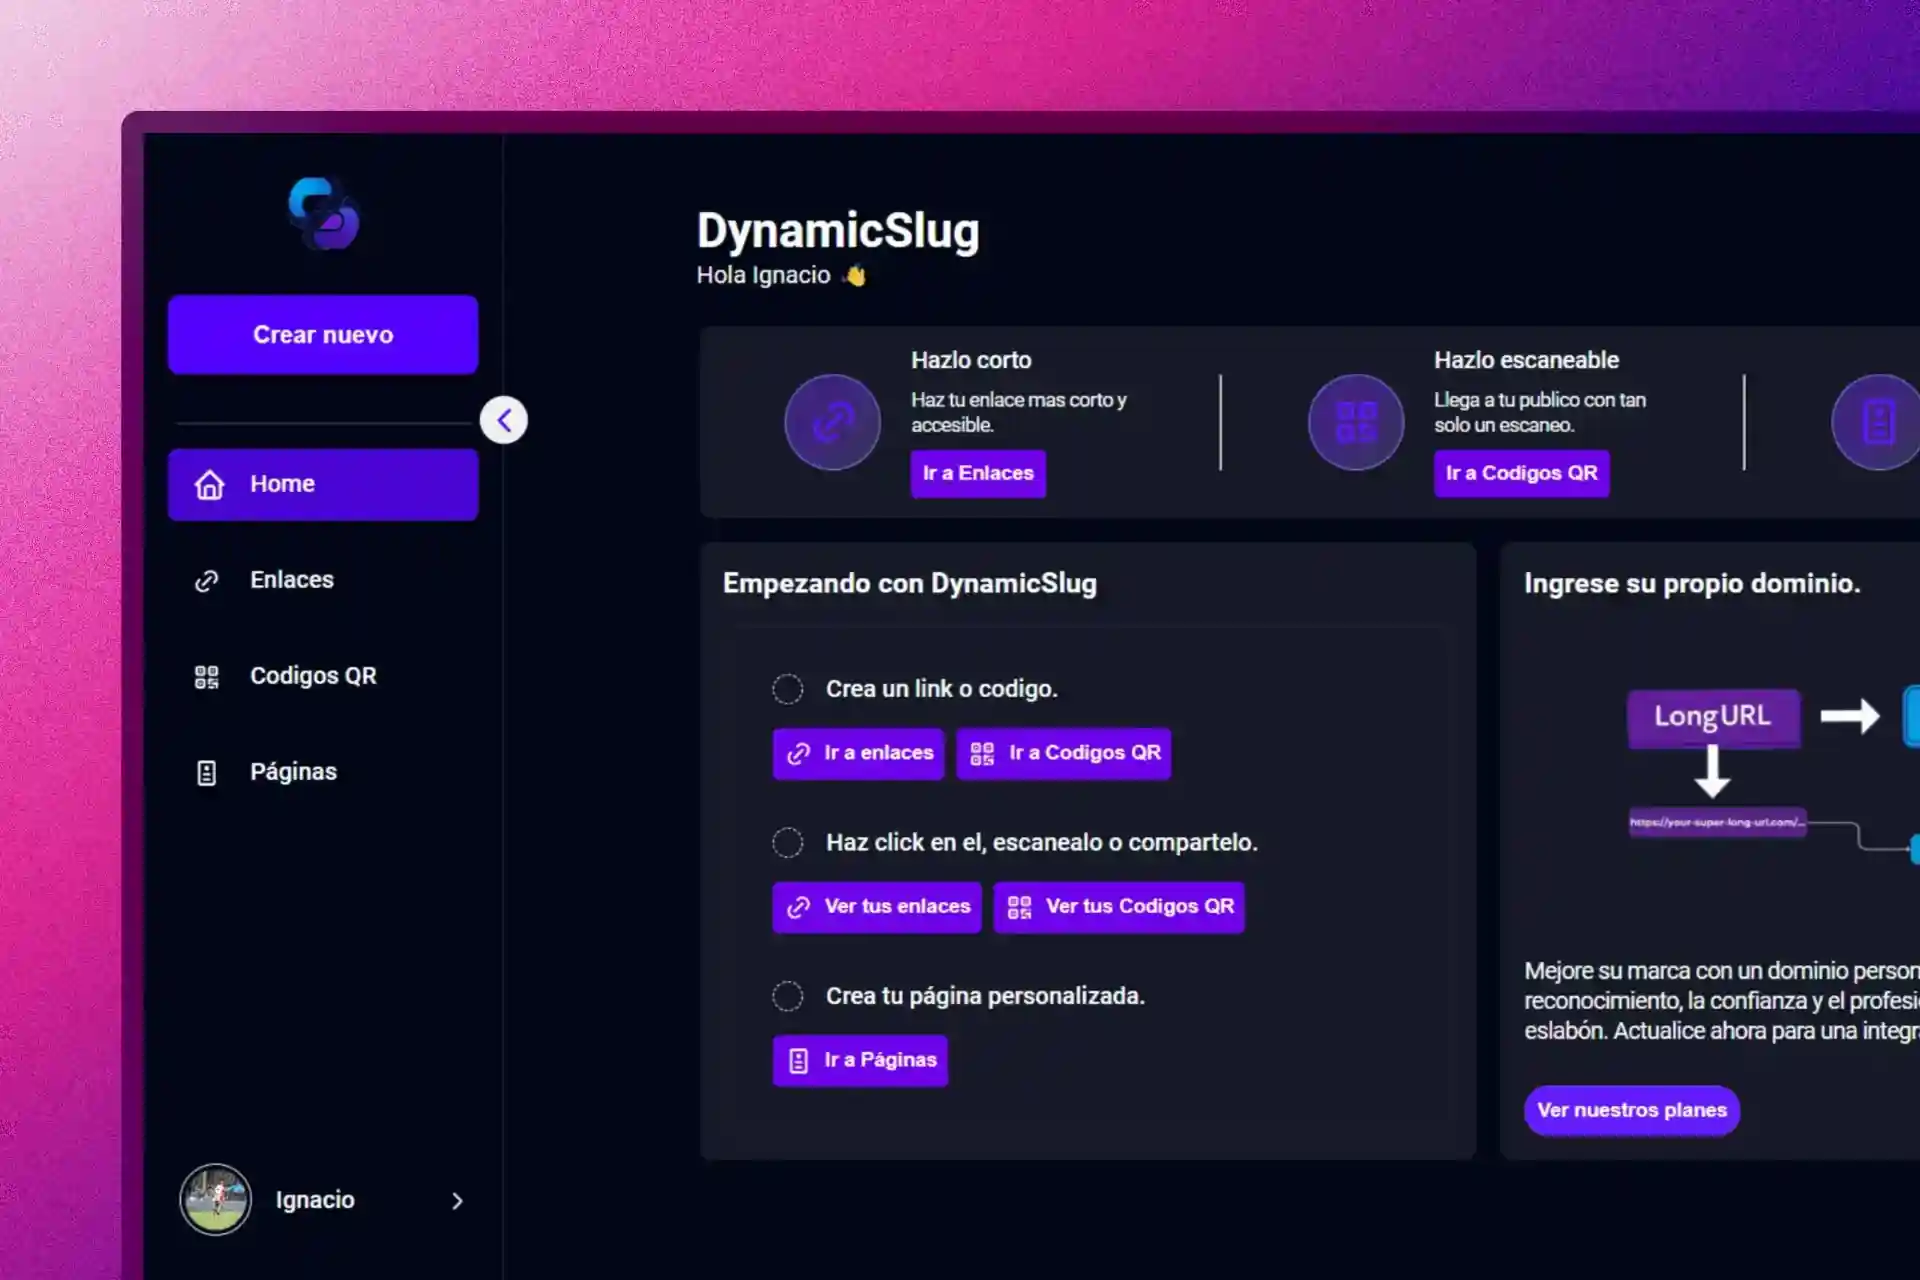 Crear nuevo
Home
Enlaces
Codigos QR
Páginas
Ignacio
DynamicSlug
Hola Ignacio 👋
Hazlo corto
Haz tu enlace mas corto y
accesible.
Ir a Enlaces
Hazlo escaneable
Llega a tu publico con tan
solo un escaneo.
Ir a Codigos QR
Empezando con DynamicSlug
Crea un link o codigo.
Ir a enlaces
Ir a Codigos QR
Haz click en el, escanealo o compartelo.
Ver tus enlaces
Ver tus Codigos QR
Crea tu página personalizada.
Ir a Páginas
Ingrese su propio dominio.
LongURL
https://your-super-long-url.com/...
Mejore su marca con un dominio person
reconocimiento, la confianza y el profesi
eslabón. Actualice ahora para una integr
Ver nuestros planes